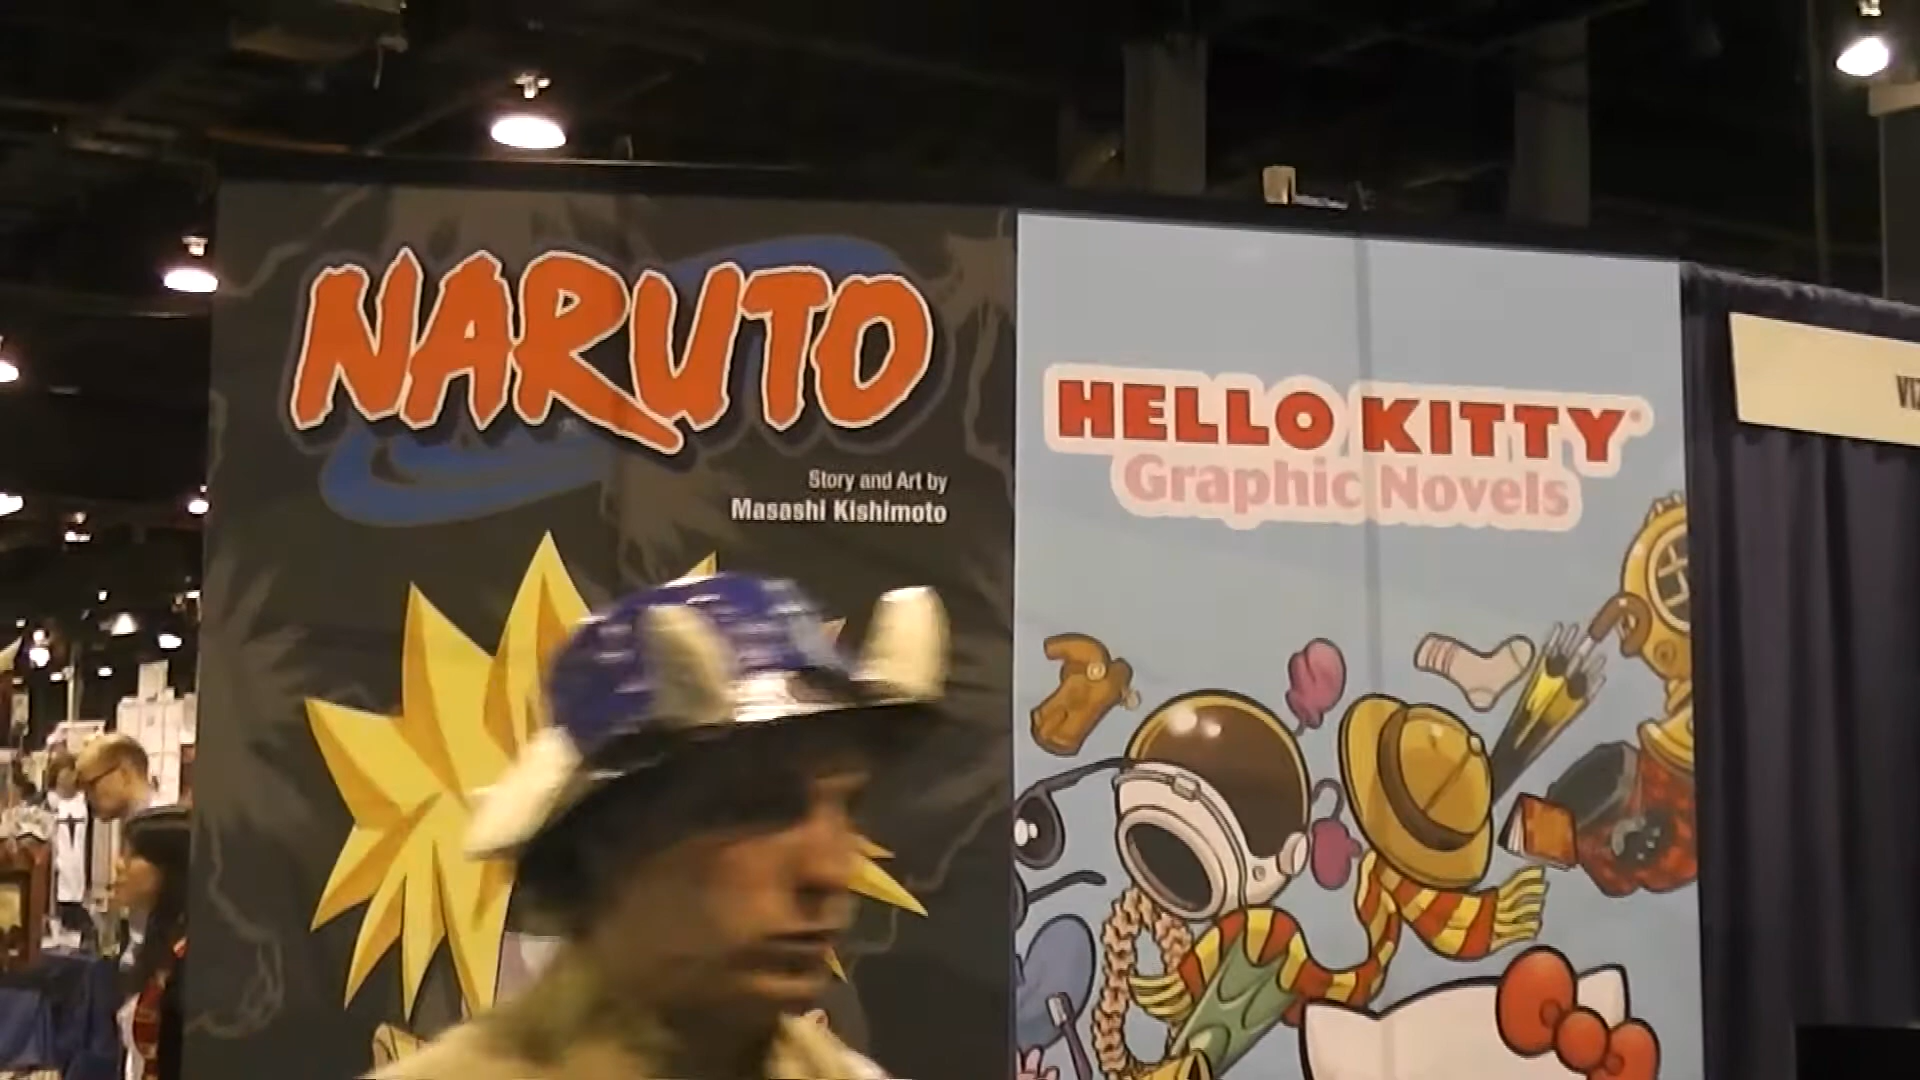 NARUTO
Story and Art by
Masashi Kishimoto
HELLO KITTY®
Graphic Novels